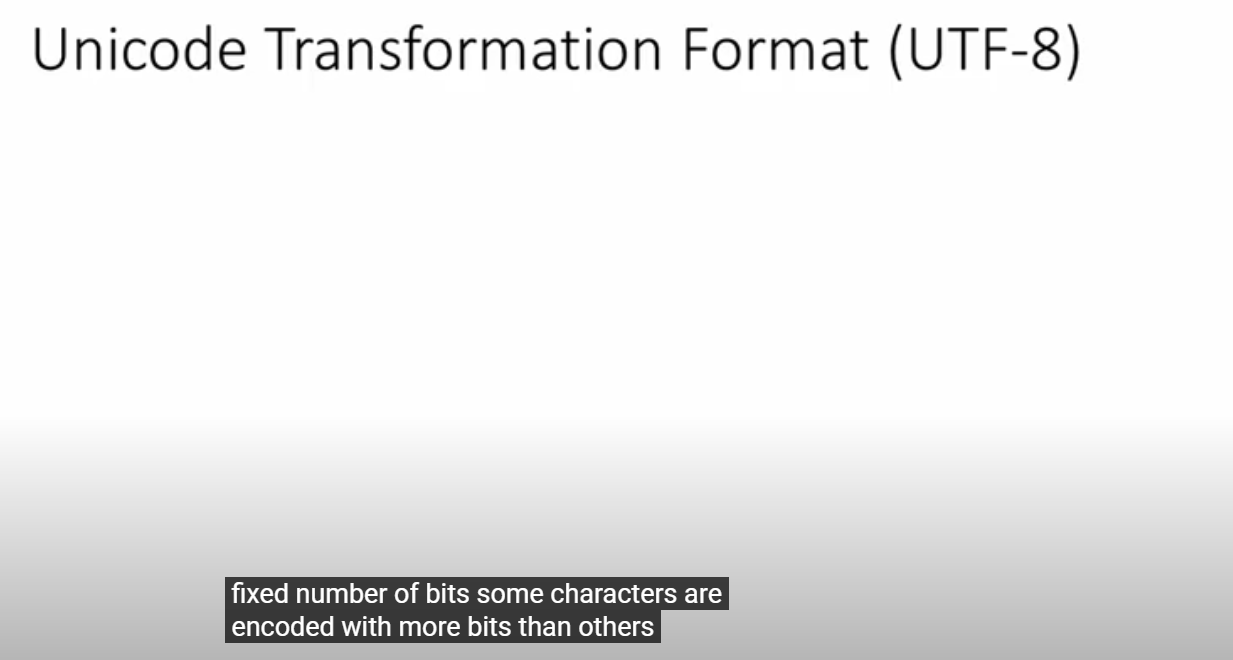 Unicode Transformation Format (UTF-8)
fixed number of bits some characters are
encoded with more bits than others